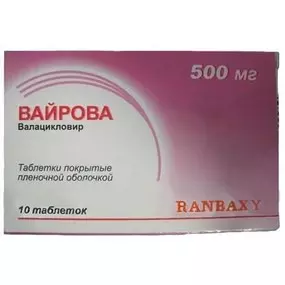 500 мг
ВАЙРОВА
Валацикловир
Таблетки покрытые
пленочной оболочкой
10 таблеток
RANBAXY